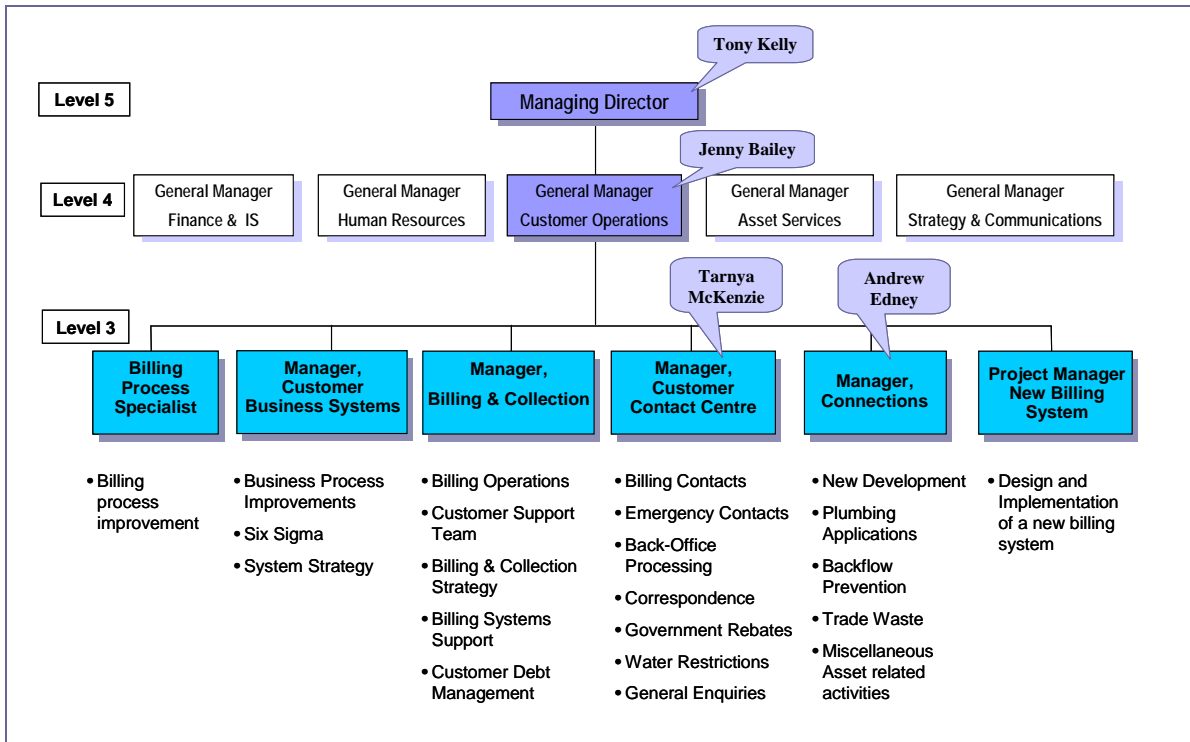 Tony Kelly
Level 5
Managing Director
Jenny Bailey
Level 4
General Manager
Finance & IS
General Manager
Human Resources
General Manager
Customer Operations
General Manager
Asset Services
General Manager
Strategy & Communications
Tarnya
McKenzie
Andrew
Edney
Level 3
Billing
Process
Specialist
Manager,
Customer
Business Systems
Manager,
Billing & Collection
Manager,
Customer
Contact Centre
Manager,
Connections
Project Manager
New Billing
System
• Billing
process
improvement
• Business Process
Improvements
• Six Sigma
• System Strategy
• Billing Operations
• Customer Support
Team
• Billing & Collection
Strategy
• Billing Systems
Support
• Customer Debt
Management
• Billing Contacts
• Emergency Contacts
• Back-Office
Processing
• Correspondence
• Government Rebates
• Water Restrictions
• General Enquiries
• New Development
• Plumbing
Applications
• Backflow
Prevention
• Trade Waste
• Miscellaneous
Asset related
activities
• Design and
Implementation
of a new billing
system